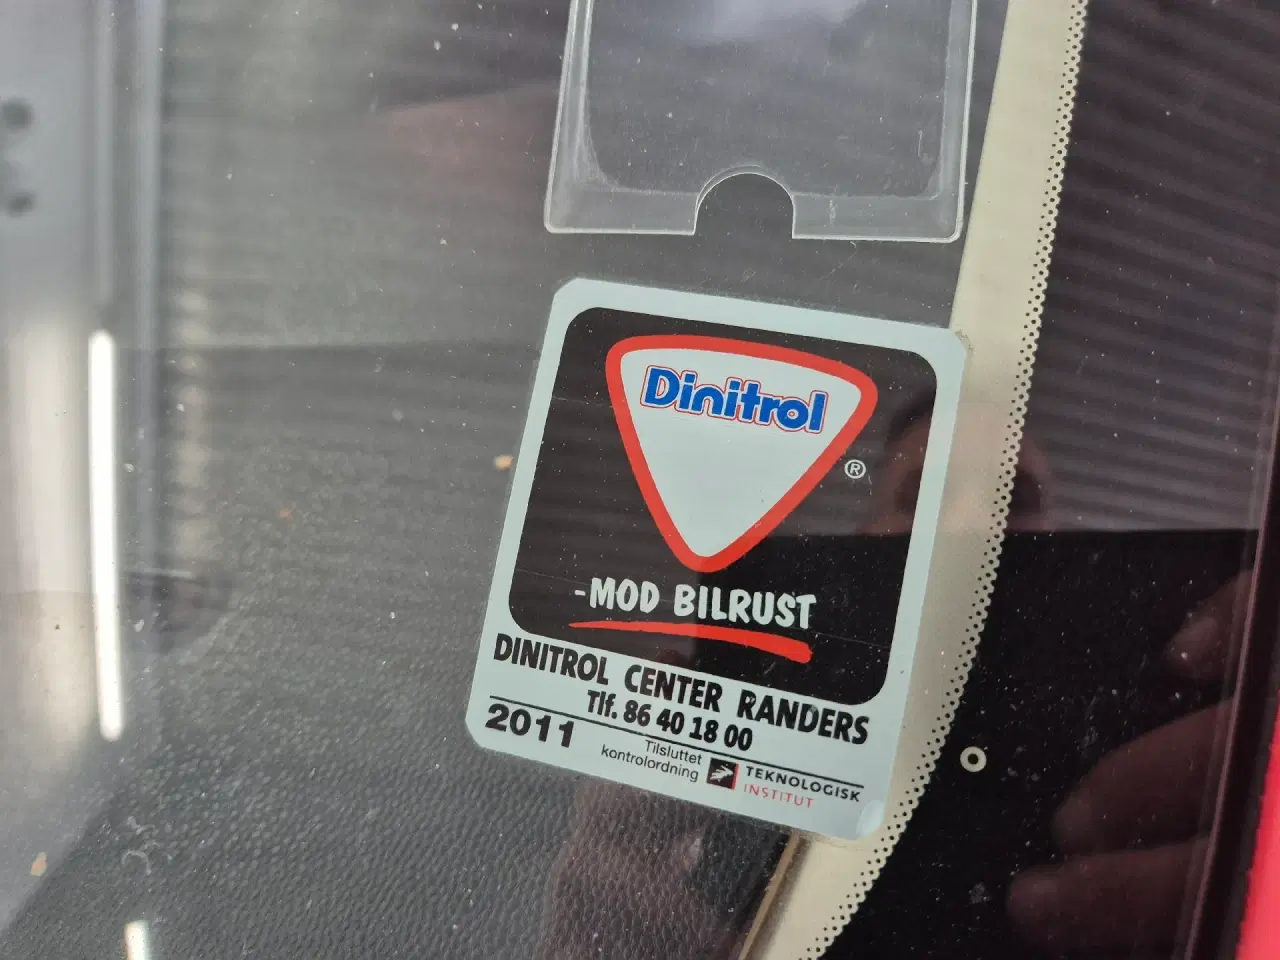 Dinitrol
®
-MOD BILRUST
DINITROL CENTER RANDERS
Tlf. 86 40 18 00
2011
Tilsluttet
kontrolordning
TEKNOLOGISK
INSTITUT